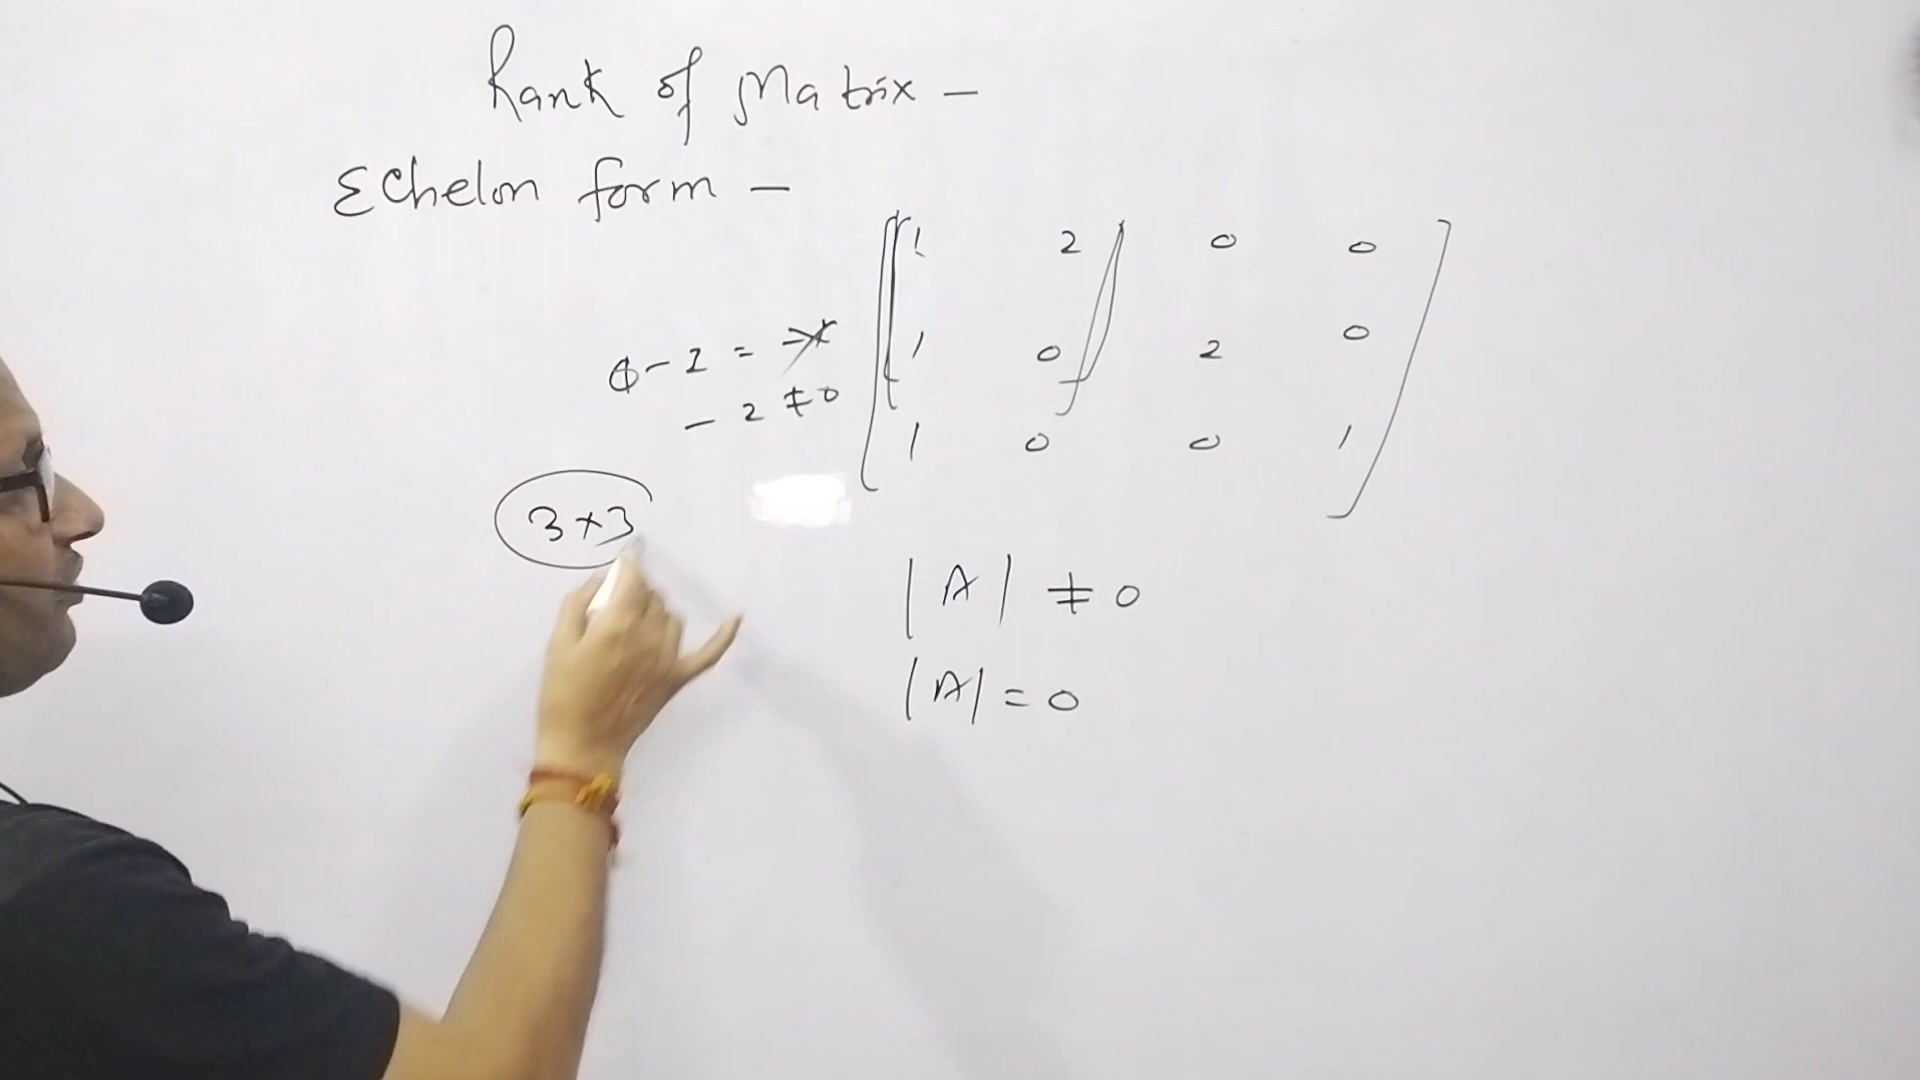 Rank of Matrix -
Echelon form -
1 2 0 0
1 0 2 0
1 0 0 1
0 - 2 =
- 2 ≠ 0
3×3
|A| ≠ 0
|A| = 0